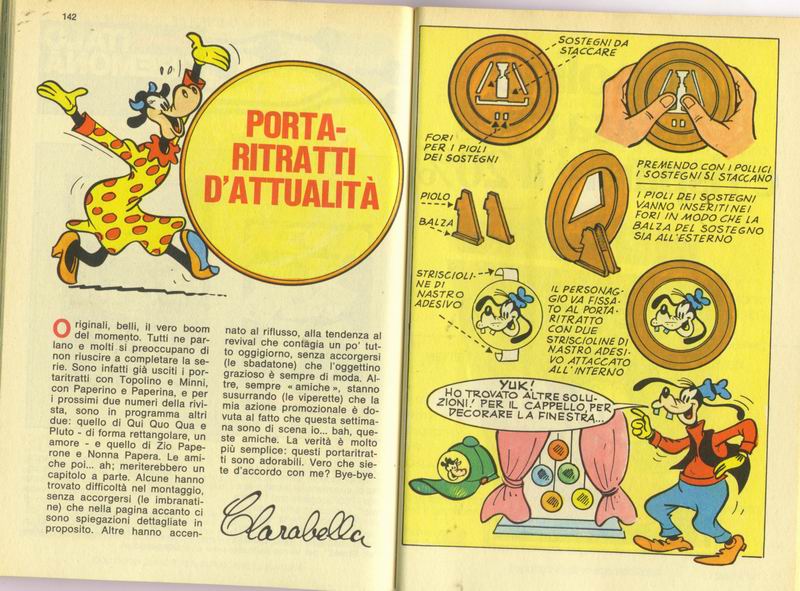 142
PORTA-
RITRATTI
D'ATTUALITÀ
Originali, belli, il vero boom
del momento. Tutti ne par-
lano e molti si preoccupano di
non riuscire a completare la se-
rie. Sono infatti già usciti i por-
taritratti con Topolino e Minni,
con Paperino e Paperina, e per
i prossimi due numeri della rivi-
sta, sono in programma altri
due: quello di Qui Quo Qua e
Pluto - di forma rettangolare, un
amore - e quello di Zio Pape-
rone e Nonna Papera. Le ami-
che poi... ah; meriterebbero un
capitolo a parte. Alcune hanno
trovato difficoltà nel montaggio,
senza accorgersi (le imbranati-
ne) che nella pagina accanto ci
sono spiegazioni dettagliate in
proposito. Altre hanno accen-
nato al riflusso, alla tendenza al
revival che contagia un po' tut-
to oggigiorno, senza accorgersi
(le sbadatone) che l'oggettino
grazioso è sempre di moda. Al-
tre, sempre «amiche», stanno
susurrando (le viperette) che la
mia azione promozionale è do-
vuta al fatto che questa settima-
na sono di scena io... bah, que-
ste amiche. La verità è molto
più semplice: questi portaritrat-
ti sono adorabili. Vero che sie-
te d'accordo con me? Bye-bye.
Clarabella
SOSTEGNI DA
STACCARE
FORI
PER I PIOLI
DEI SOSTEGNI
PREMENDO CON I POLLICI
I SOSTEGNI SI STACCANO
PIOLO
BALZA
I PIOLI DEI SOSTEGNI
VANNO INSERITI NEI
FORI IN MODO CHE LA
BALZA DEL SOSTEGNO
SIA ALL'ESTERNO
STRISCIOLI-
NE DI
NASTRO
ADESIVO
IL PERSONAG-
GIO VA FISSA-
TO AL PORTA-
RITRATTO
CON DUE
STRISCIOLINE DI
NASTRO ADESI-
VO ATTACCATO
ALL'INTERNO
YUK!
HO TROVATO ALTRE SOLU-
ZIONI! PER IL CAPPELLO, PER
DECORARE LA FINESTRA...